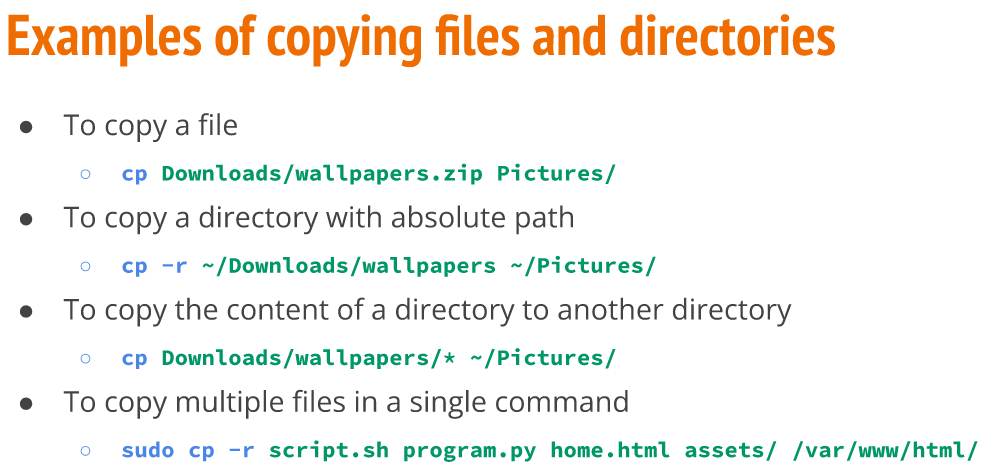 Examples of copying files and directories
● To copy a file
○ cp Downloads/wallpapers.zip Pictures/
● To copy a directory with absolute path
○ cp -r ~/Downloads/wallpapers ~/Pictures/
● To copy the content of a directory to another directory
○ cp Downloads/wallpapers/* ~/Pictures/
● To copy multiple files in a single command
○ sudo cp -r script.sh program.py home.html assets/ /var/www/html/